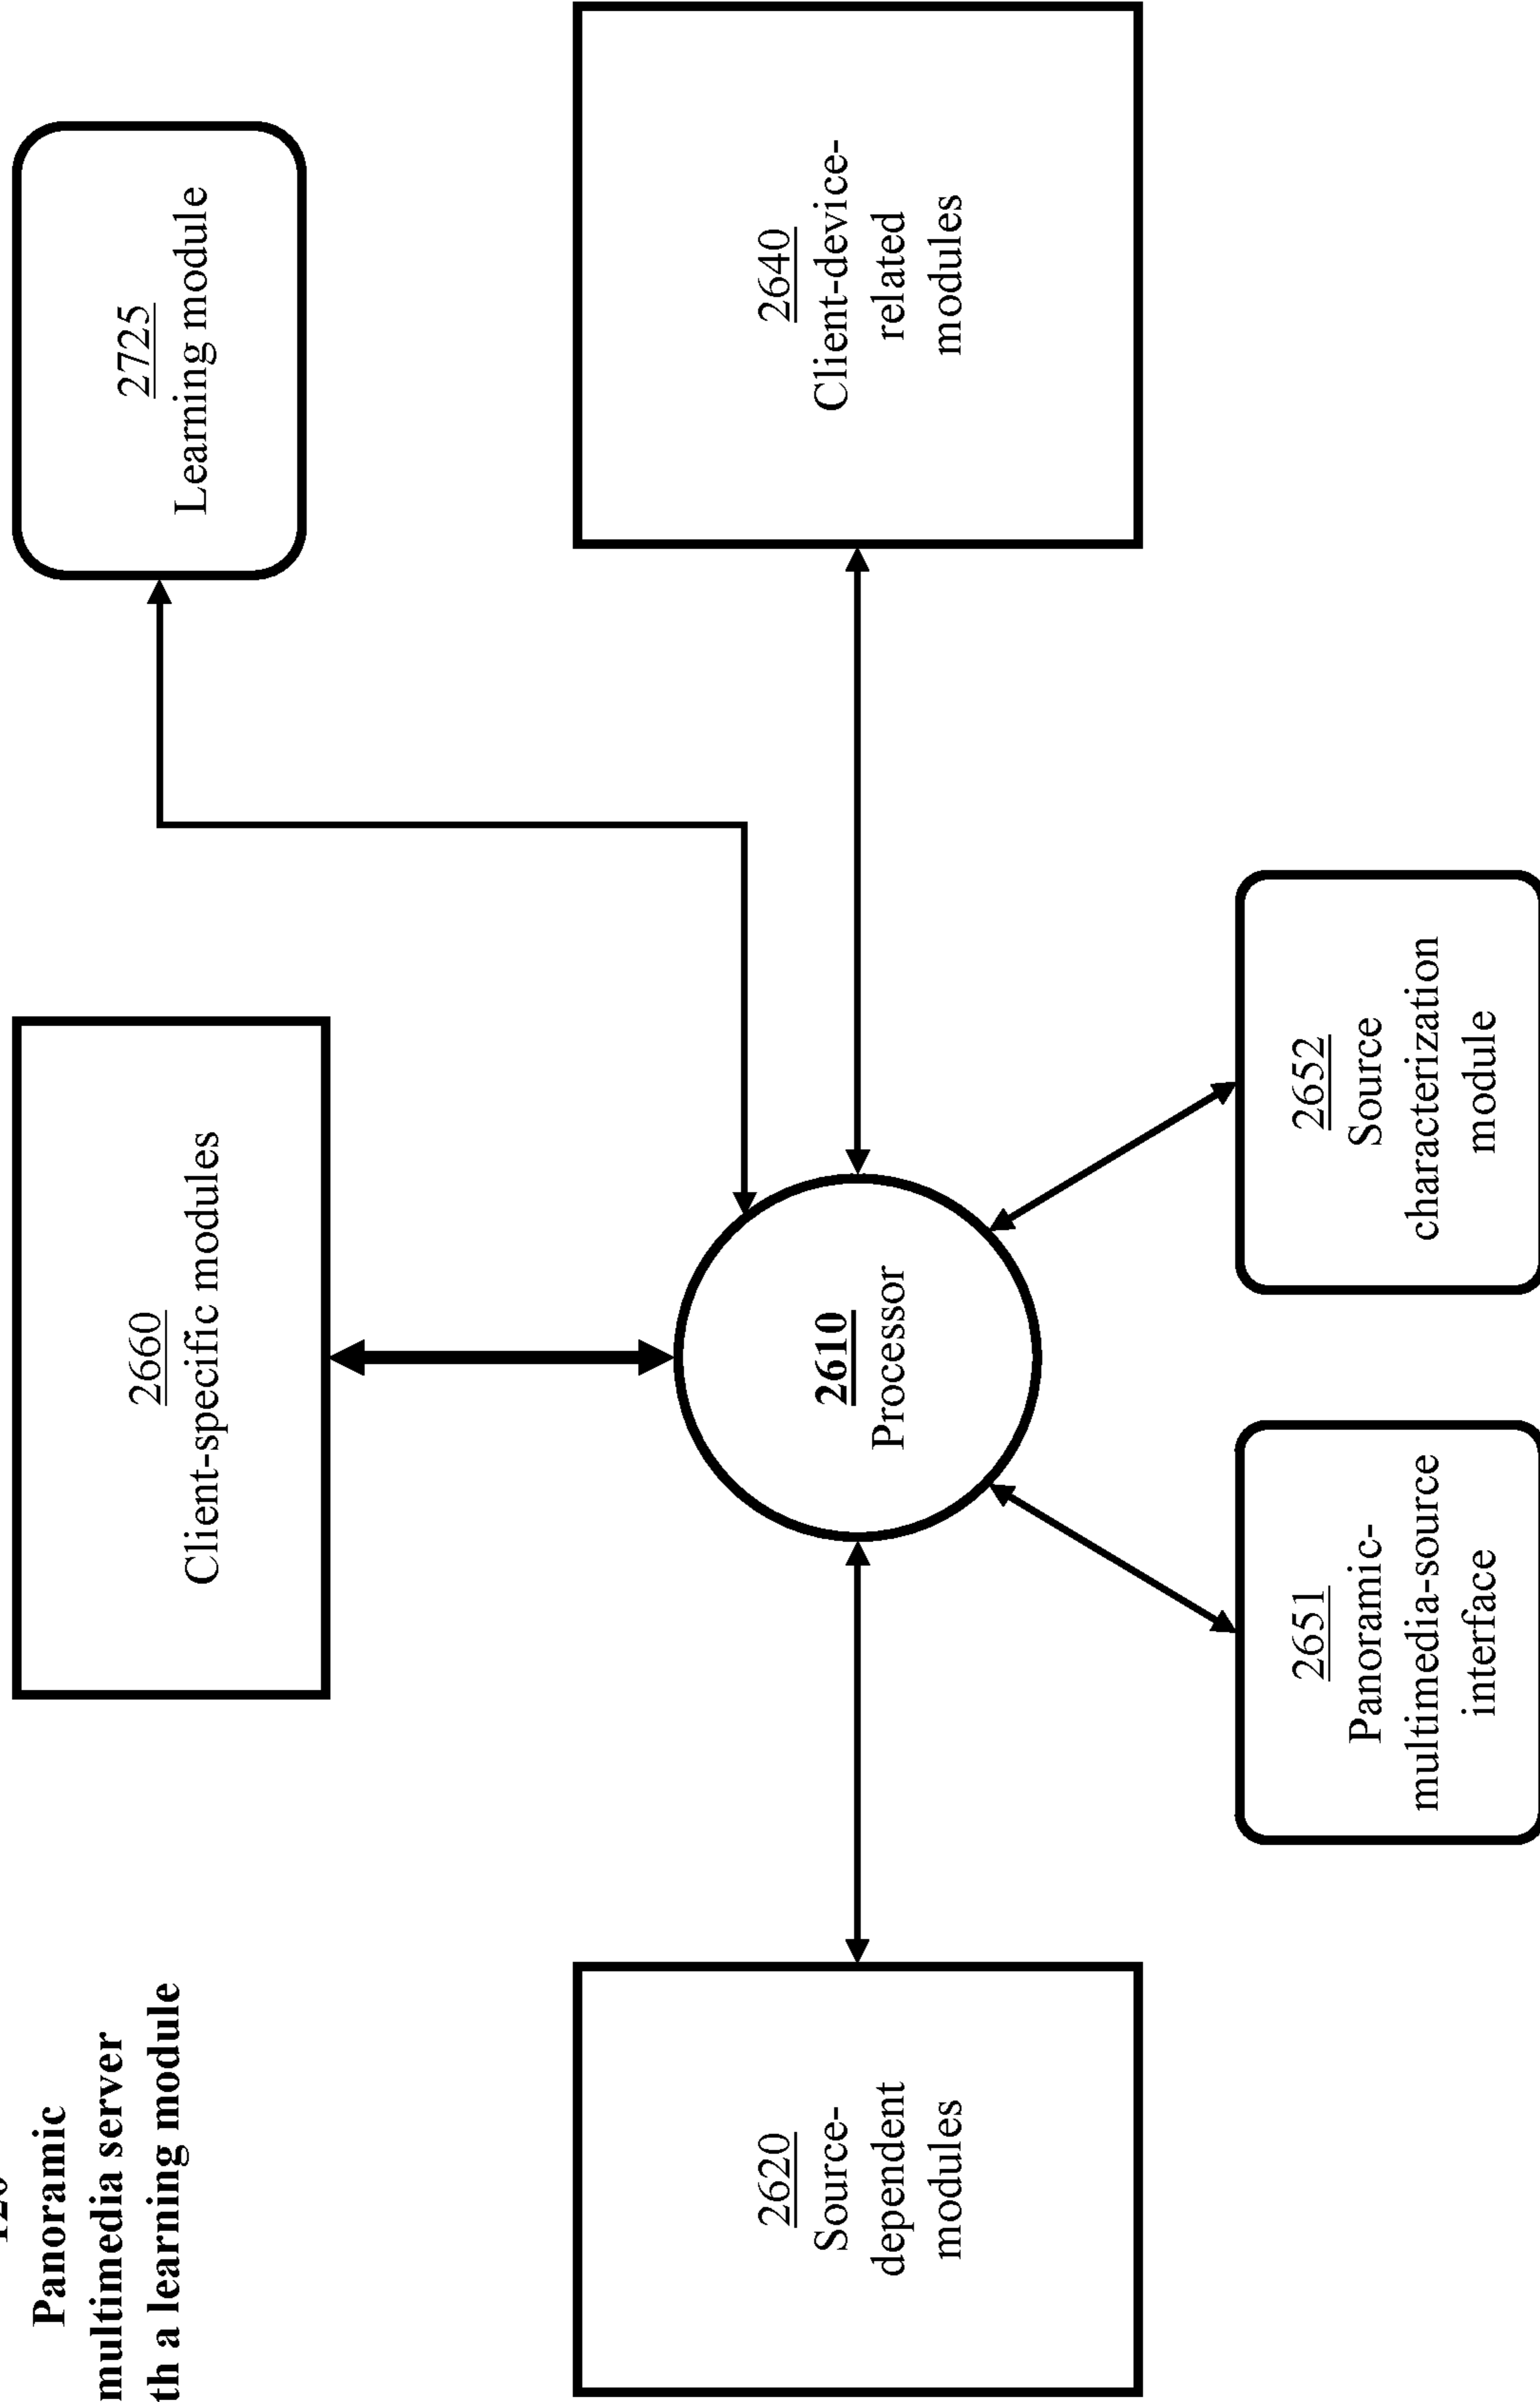 Panoramic
multimedia server
th a learning module
2660
Client-specific modules
2725
Learning module
2620
Source-
dependent
modules
2610
Processor
2640
Client-device-
related
modules
2651
Panoramic-
multimedia-source
interface
2652
Source
characterization
module